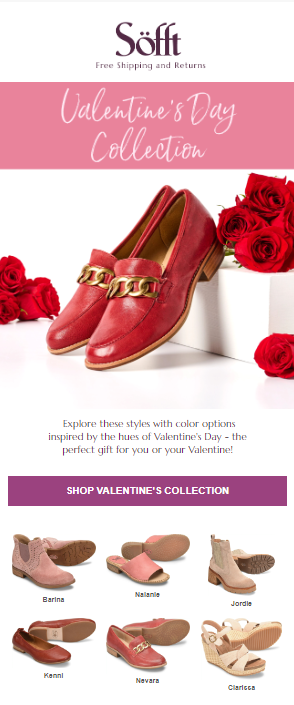 Söfft
Free Shipping and Returns
Valentine's Day
Collection
Explore these styles with color options
inspired by the hues of Valentine's Day - the
perfect gift for you or your Valentine!
SHOP VALENTINE'S COLLECTION
Barina
Nalanie
Jordie
Kenni
Nevara
Clarissa